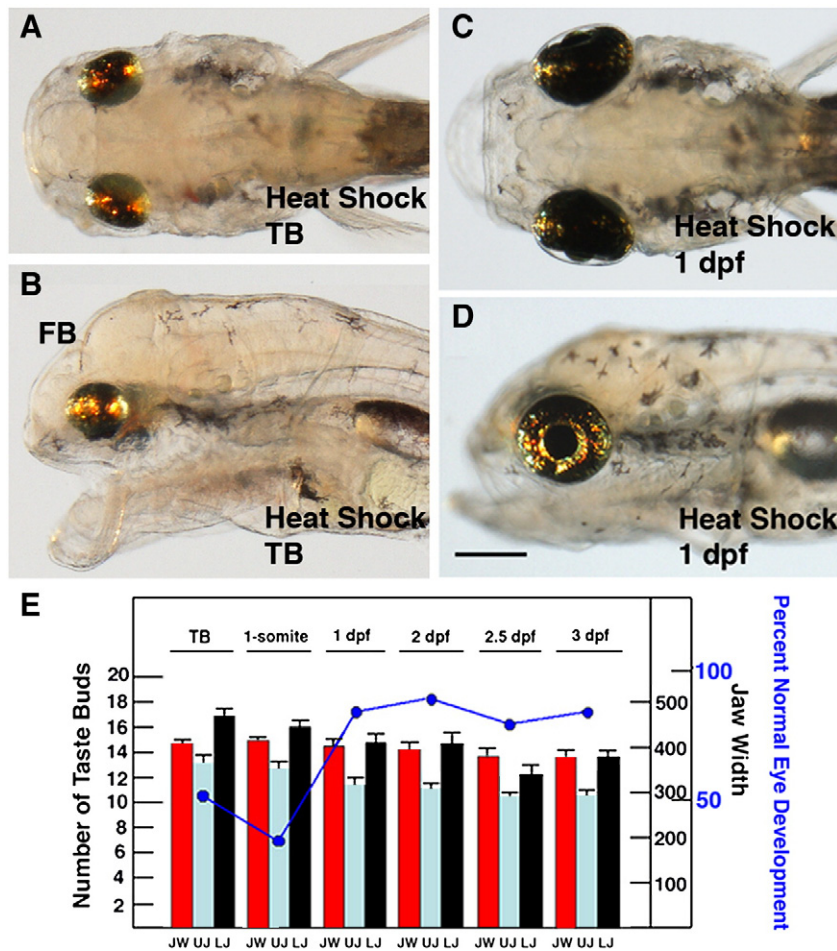 A
Heat Shock
TB
C
Heat Shock
1 dpf
B
FB
Heat Shock
TB
D
Heat Shock
1 dpf
E
TB 1-somite 1 dpf 2 dpf 2.5 dpf 3 dpf
Number of Taste Buds
20
18
16
14
12
10
8
6
4
2
JW UJ LJ JW UJ LJ JW UJ LJ JW UJ LJ JW UJ LJ JW UJ LJ
500
400
300
200
100
Jaw Width
100
50
Percent Normal Eye Development